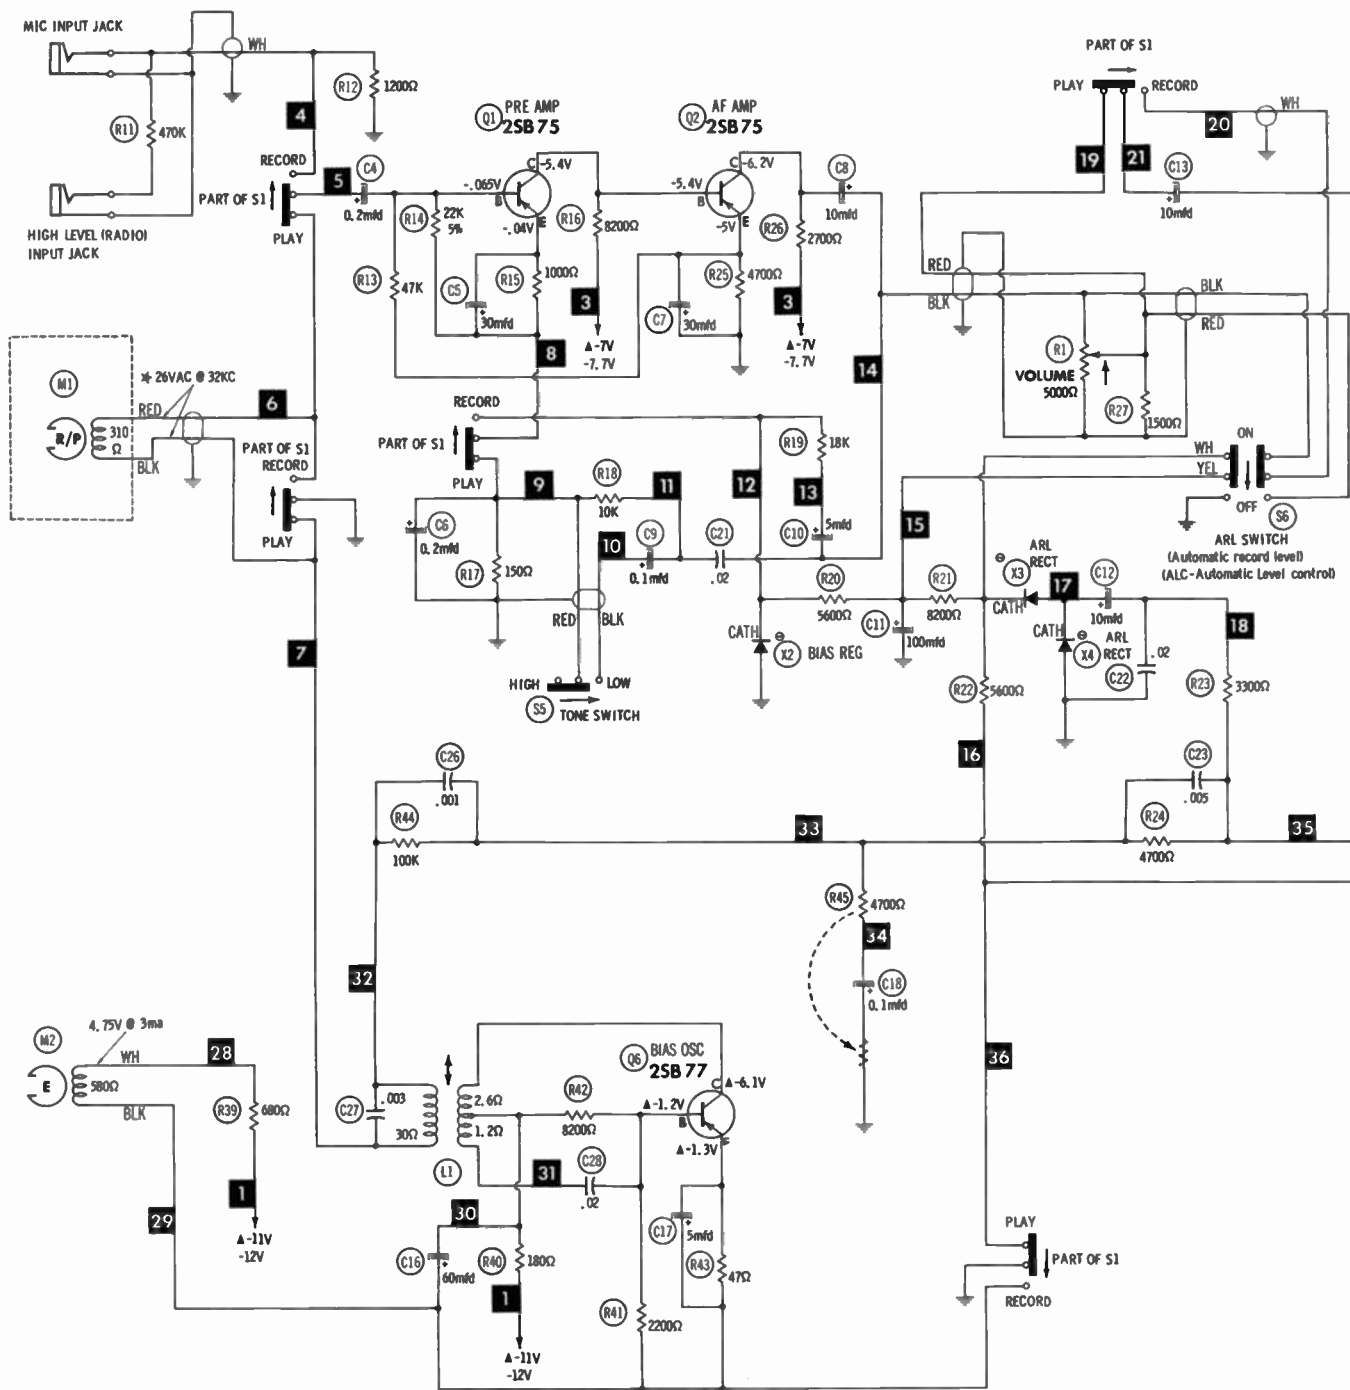 MIC INPUT JACK
WH
R12
1200Ω
R11
470K
4
RECORD
5
C4
0.2mfd
PART OF S1
PLAY
HIGH LEVEL (RADIO)
INPUT JACK
Q1
PRE AMP
2SB75
C
-5.4V
-.065V
B
E
-.04V
R14
22K
5%
R13
47K
R15
1000Ω
C5
30mfd
R16
8200Ω
3
▲-7V
-7.7V
8
Q2
AF AMP
2SB75
C
-6.2V
-5.4V
B
E
-5V
R25
4700Ω
C7
30mfd
R26
2700Ω
3
▲-7V
-7.7V
C8
10mfd
14
PART OF S1
PLAY
RECORD
20
WH
19
21
C13
10mfd
RED
BLK
BLK
RED
R1
VOLUME
5000Ω
R27
1500Ω
M1
R/P
310
Ω
★ 26VAC @ 32KC
RED
BLK
6
PART OF S1
RECORD
PLAY
7
RECORD
PART OF S1
PLAY
9
R18
10K
11
C6
0.2mfd
R17
150Ω
10
C9
0.1mfd
C21
.02
12
R19
18K
13
5mfd
C10
RED
BLK
HIGH
LOW
S5
TONE SWITCH
CATH
X2
BIAS REG
R20
5600Ω
15
C11
100mfd
R21
8200Ω
WH
YEL
ON
OFF
S6
ARL SWITCH
(Automatic record level)
(ALC-Automatic Level control)
X3
ARL
RECT
CATH
17
C12
10mfd
CATH
X4
ARL
RECT
C22
.02
18
R23
3300Ω
R22
5600Ω
16
C23
.005
R24
4700Ω
35
C26
.001
R44
100K
33
R45
4700Ω
34
C18
0.1mfd
32
36
M2
E
580Ω
4.75V @ 3ma
WH
BLK
28
R39
680Ω
1
▲-11V
-12V
29
C27
.003
30Ω
L1
2.6Ω
1.2Ω
R42
8200Ω
31
C28
.02
30
C16
60mfd
R40
180Ω
1
▲-11V
-12V
Q6
BIAS OSC
2SB77
C
▲-6.1V
▲-1.2V
B
E
▲-1.3V
C17
5mfd
R43
47Ω
R41
2200Ω
PLAY
PART OF S1
RECORD